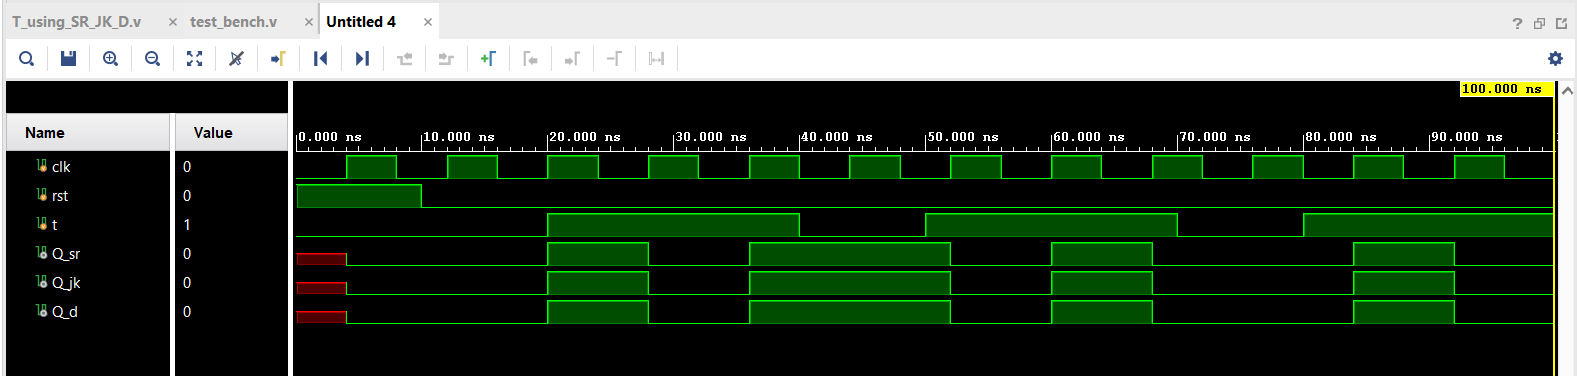 T_using_SR_JK_D.v × test_bench.v × Untitled 4 ×
?
100.000 ns
Name Value
0.000 ns 10.000 ns 20.000 ns 30.000 ns 40.000 ns 50.000 ns 60.000 ns 70.000 ns 80.000 ns 90.000 ns
clk 0
rst 0
t 1
Q_sr 0
Q_jk 0
Q_d 0